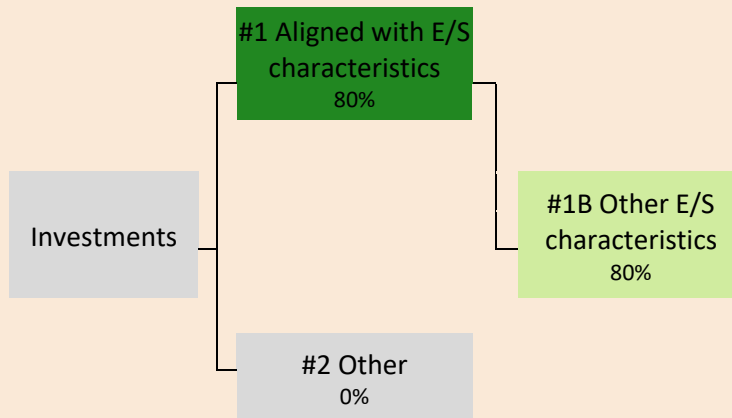 #1 Aligned with E/S
characteristics
80%
Investments
#1B Other E/S
characteristics
80%
#2 Other
0%